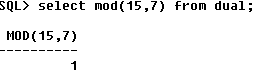 SQL> select mod(15,7) from dual;
MOD(15,7)
----------
1